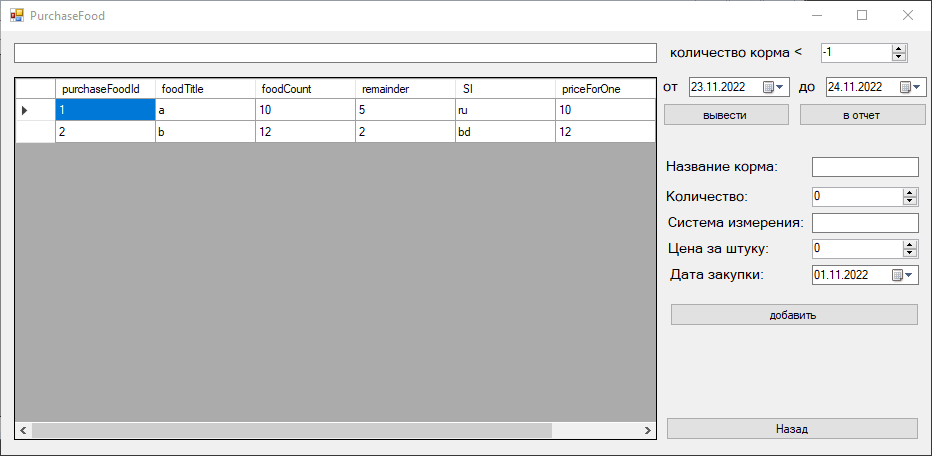 PurchaseFood
количество корма < -1
purchaseFoodId foodTitle foodCount remainder SI priceForOne
1 a 10 5 ru 10
2 b 12 2 bd 12
от 23.11.2022 до 24.11.2022
вывести в отчет
Название корма:
Количество: 0
Система измерения:
Цена за штуку: 0
Дата закупки: 01.11.2022
добавить
Назад